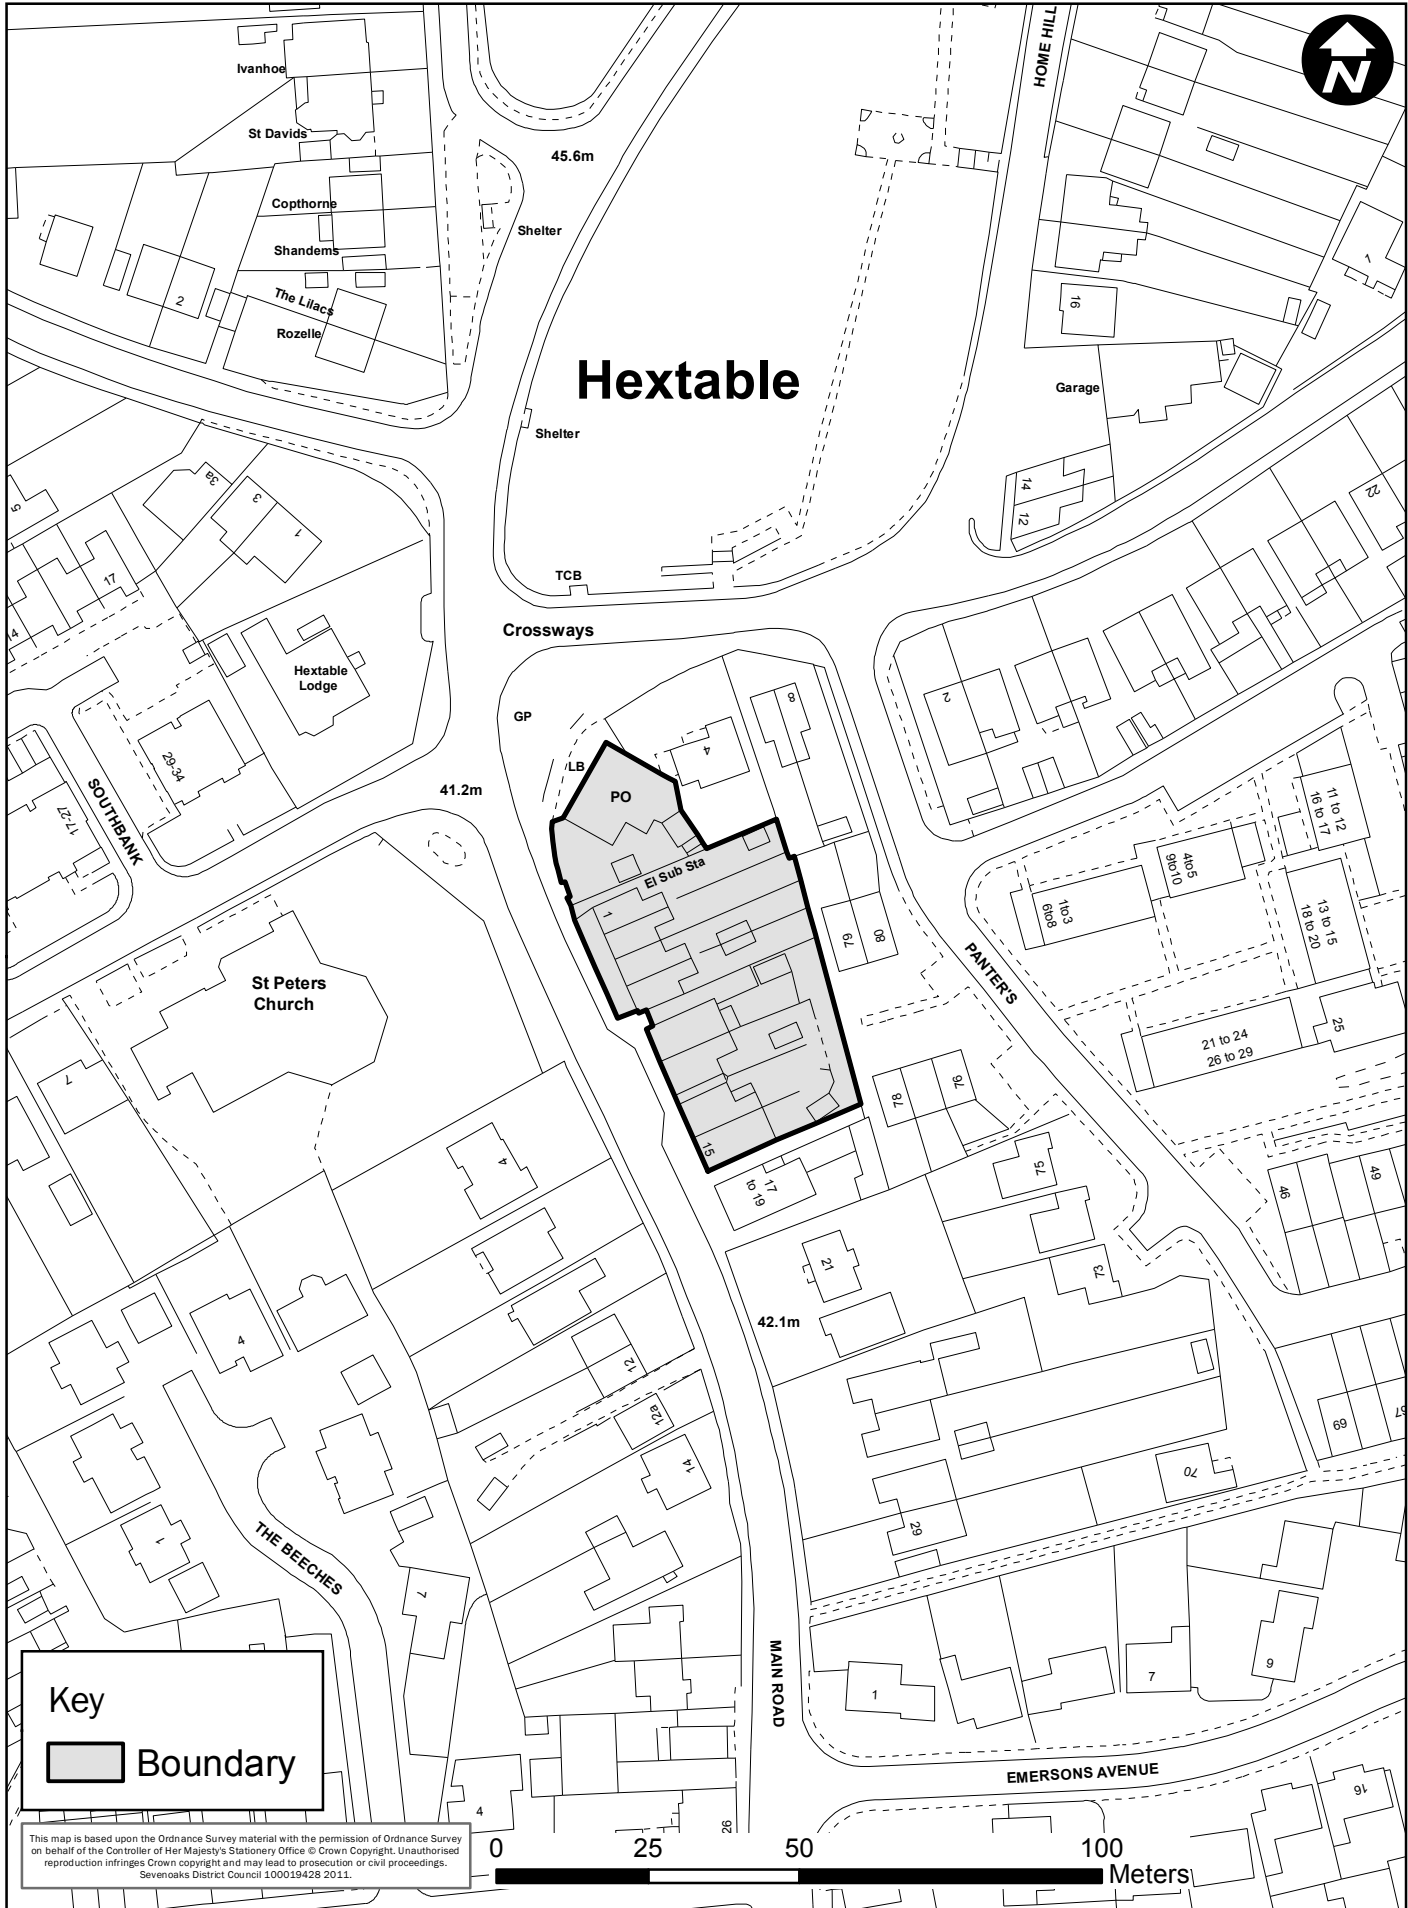 HOME HILL
N
Ivanhoe
St Davids
45.6m
Copthorne
Shelter
Shandems
1
2
The Lilacs
16
Rozelle
Hextable
Garage
Shelter
3a
3
14
22
5
1
12
17
TCB
14
Crossways
Hextable
Lodge
8
2
GP
4
29-34
LB
PO
41.2m
SOUTHBANK
17-27
11 to 12
16 to 17
4to5
9to10
El Sub Sta
1
1to3
6to8
13 to 15
18 to 20
79
80
PANTER'S
St Peters
Church
25
21 to 24
26 to 29
7
7
76
78
15
4
75
46
49
17
to 19
21
73
42.1m
4
12
12a
69
67
14
70
29
1
THE BEECHES
7
MAIN ROAD
9
7
1
Key
Boundary
EMERSONS AVENUE
16
4
26
This map is based upon the Ordnance Survey material with the permission of Ordnance Survey
on behalf of the Controller of Her Majesty's Stationery Office © Crown Copyright. Unauthorised
reproduction infringes Crown copyright and may lead to prosecution or civil proceedings.
Sevenoaks District Council 100019428 2011.
0 25 50 100
Meters